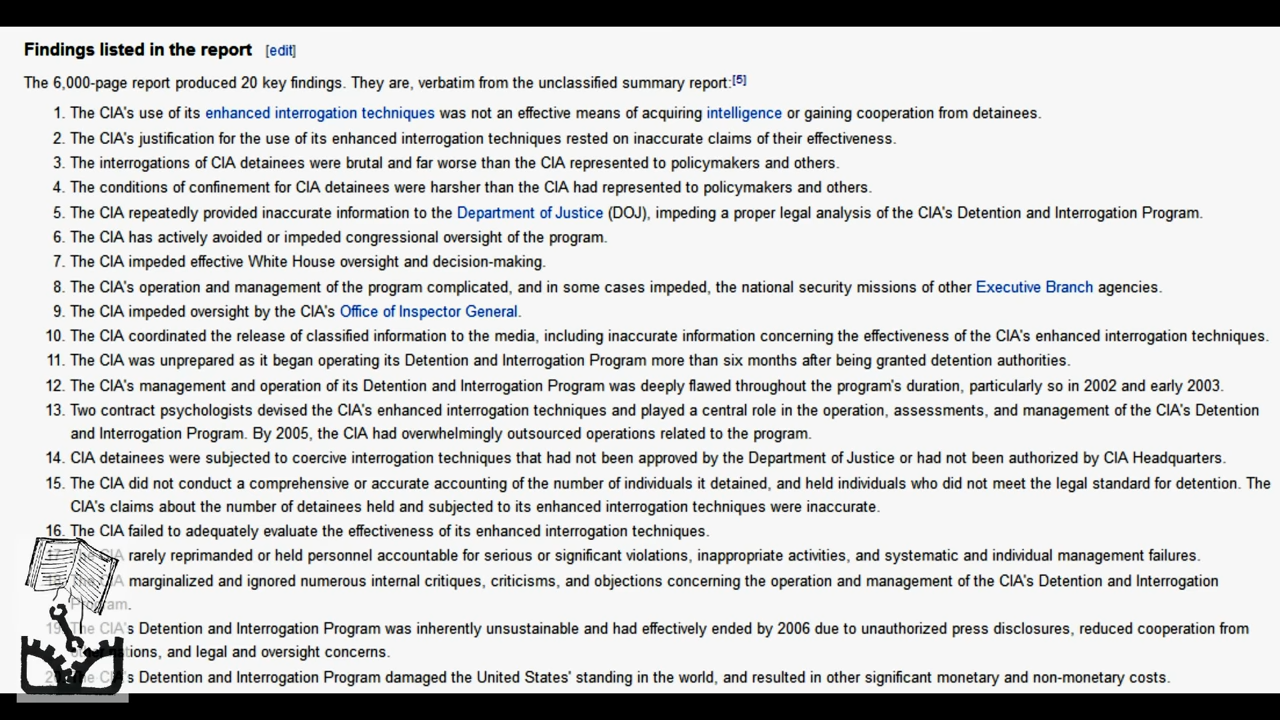 Findings listed in the report [edit]
The 6,000-page report produced 20 key findings. They are, verbatim from the unclassified summary report:[5]
1. The CIA's use of its enhanced interrogation techniques was not an effective means of acquiring intelligence or gaining cooperation from detainees.
2. The CIA's justification for the use of its enhanced interrogation techniques rested on inaccurate claims of their effectiveness.
3. The interrogations of CIA detainees were brutal and far worse than the CIA represented to policymakers and others.
4. The conditions of confinement for CIA detainees were harsher than the CIA had represented to policymakers and others.
5. The CIA repeatedly provided inaccurate information to the Department of Justice (DOJ), impeding a proper legal analysis of the CIA's Detention and Interrogation Program.
6. The CIA has actively avoided or impeded congressional oversight of the program.
7. The CIA impeded effective White House oversight and decision-making.
8. The CIA's operation and management of the program complicated, and in some cases impeded, the national security missions of other Executive Branch agencies.
9. The CIA impeded oversight by the CIA's Office of Inspector General.
10. The CIA coordinated the release of classified information to the media, including inaccurate information concerning the effectiveness of the CIA's enhanced interrogation techniques.
11. The CIA was unprepared as it began operating its Detention and Interrogation Program more than six months after being granted detention authorities.
12. The CIA's management and operation of its Detention and Interrogation Program was deeply flawed throughout the program's duration, particularly so in 2002 and early 2003.
13. Two contract psychologists devised the CIA's enhanced interrogation techniques and played a central role in the operation, assessments, and management of the CIA's Detention
and Interrogation Program. By 2005, the CIA had overwhelmingly outsourced operations related to the program.
14. CIA detainees were subjected to coercive interrogation techniques that had not been approved by the Department of Justice or had not been authorized by CIA Headquarters.
15. The CIA did not conduct a comprehensive or accurate accounting of the number of individuals it detained, and held individuals who did not meet the legal standard for detention. The
CIA's claims about the number of detainees held and subjected to its enhanced interrogation techniques were inaccurate.
16. The CIA failed to adequately evaluate the effectiveness of its enhanced interrogation techniques.
CIA rarely reprimanded or held personnel accountable for serious or significant violations, inappropriate activities, and systematic and individual management failures.
marginalized and ignored numerous internal critiques, criticisms, and objections concerning the operation and management of the CIA's Detention and Interrogation
Program.
19. The CIA's Detention and Interrogation Program was inherently unsustainable and had effectively ended by 2006 due to unauthorized press disclosures, reduced cooperation from
and legal and oversight concerns.
The CIA's Detention and Interrogation Program damaged the United States' standing in the world, and resulted in other significant monetary and non-monetary costs.